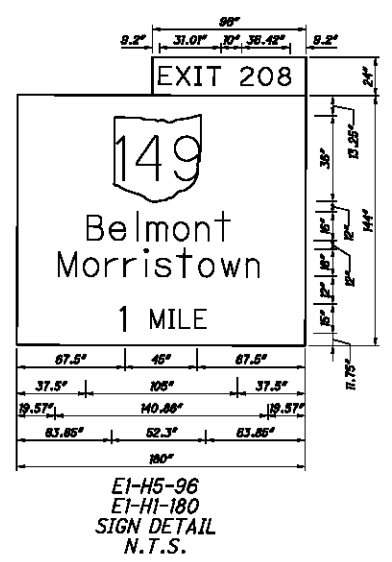 96"
9.2" 31.01" 10" 36.42" 9.2"
EXIT 208
24"
149
Belmont
Morristown
1 MILE
13.25"
36"
12"
16"
12"
16"
12"
15"
11.75"
144"
67.5" 45" 67.5"
37.5" 105" 37.5"
19.57" 140.86" 19.57"
63.85" 52.3" 63.85"
180"
E1-H5-96
E1-H1-180
SIGN DETAIL
N.T.S.